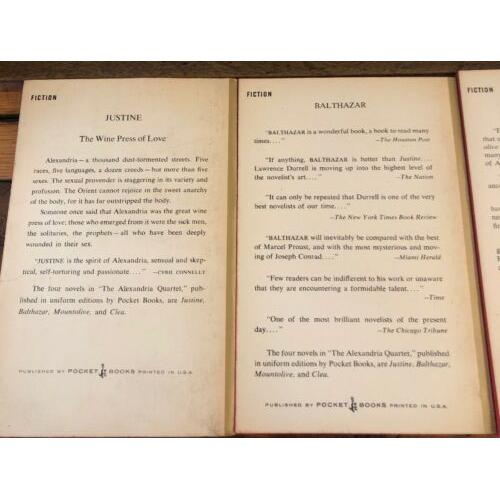 FICTION
JUSTINE
The Wine Press of Love
Alexandria — a thousand dust-tormented streets. Five
races, five languages, a dozen creeds — but more than five
sexes. The sexual provender is staggering in its variety and
profusion. The Orient cannot rejoice in the sweet anarchy
of the body, for it has far outstripped the body.
Someone once said that Alexandria was the great wine
press of love; those who emerged from it were the sick men,
the solitaries, the prophets — all who have been deeply
wounded in their sex.
"JUSTINE is the spirit of Alexandria, sensual and skep-
tical, self-torturing and passionate. . . ." —CYRIL CONNOLLY
The four novels in "The Alexandria Quartet," pub-
lished in uniform editions by Pocket Books, are Justine,
Balthazar, Mountolive, and Clea.
PUBLISHED BY POCKET BOOKS PRINTED IN U.S.A.
FICTION
BALTHAZAR
"BALTHAZAR is a wonderful book, a book to read many
times. . . ." —The Houston Post
"If anything, BALTHAZAR is better than Justine. . . .
Lawrence Durrell is moving up into the highest level of
the novelist's art. . . ." —The Nation
"It can only be repeated that Durrell is one of the very
best novelists of our time. . . ."
—The New York Times Book Review
"BALTHAZAR will inevitably be compared with the best
of Marcel Proust, and with the most mysterious and mov-
ing of Joseph Conrad. . . ." —Miami Herald
"Few readers can be indifferent to his work or unaware
that they are encountering a formidable talent. . . ."
—Time
"One of the most brilliant novelists of the present
day. . . ." —The Chicago Tribune
The four novels in "The Alexandria Quartet," published
in uniform editions by Pocket Books, are Justine, Balthazar,
Mountolive, and Clea.
PUBLISHED BY POCKET BOOKS PRINTED IN U.S.A.
FICTION